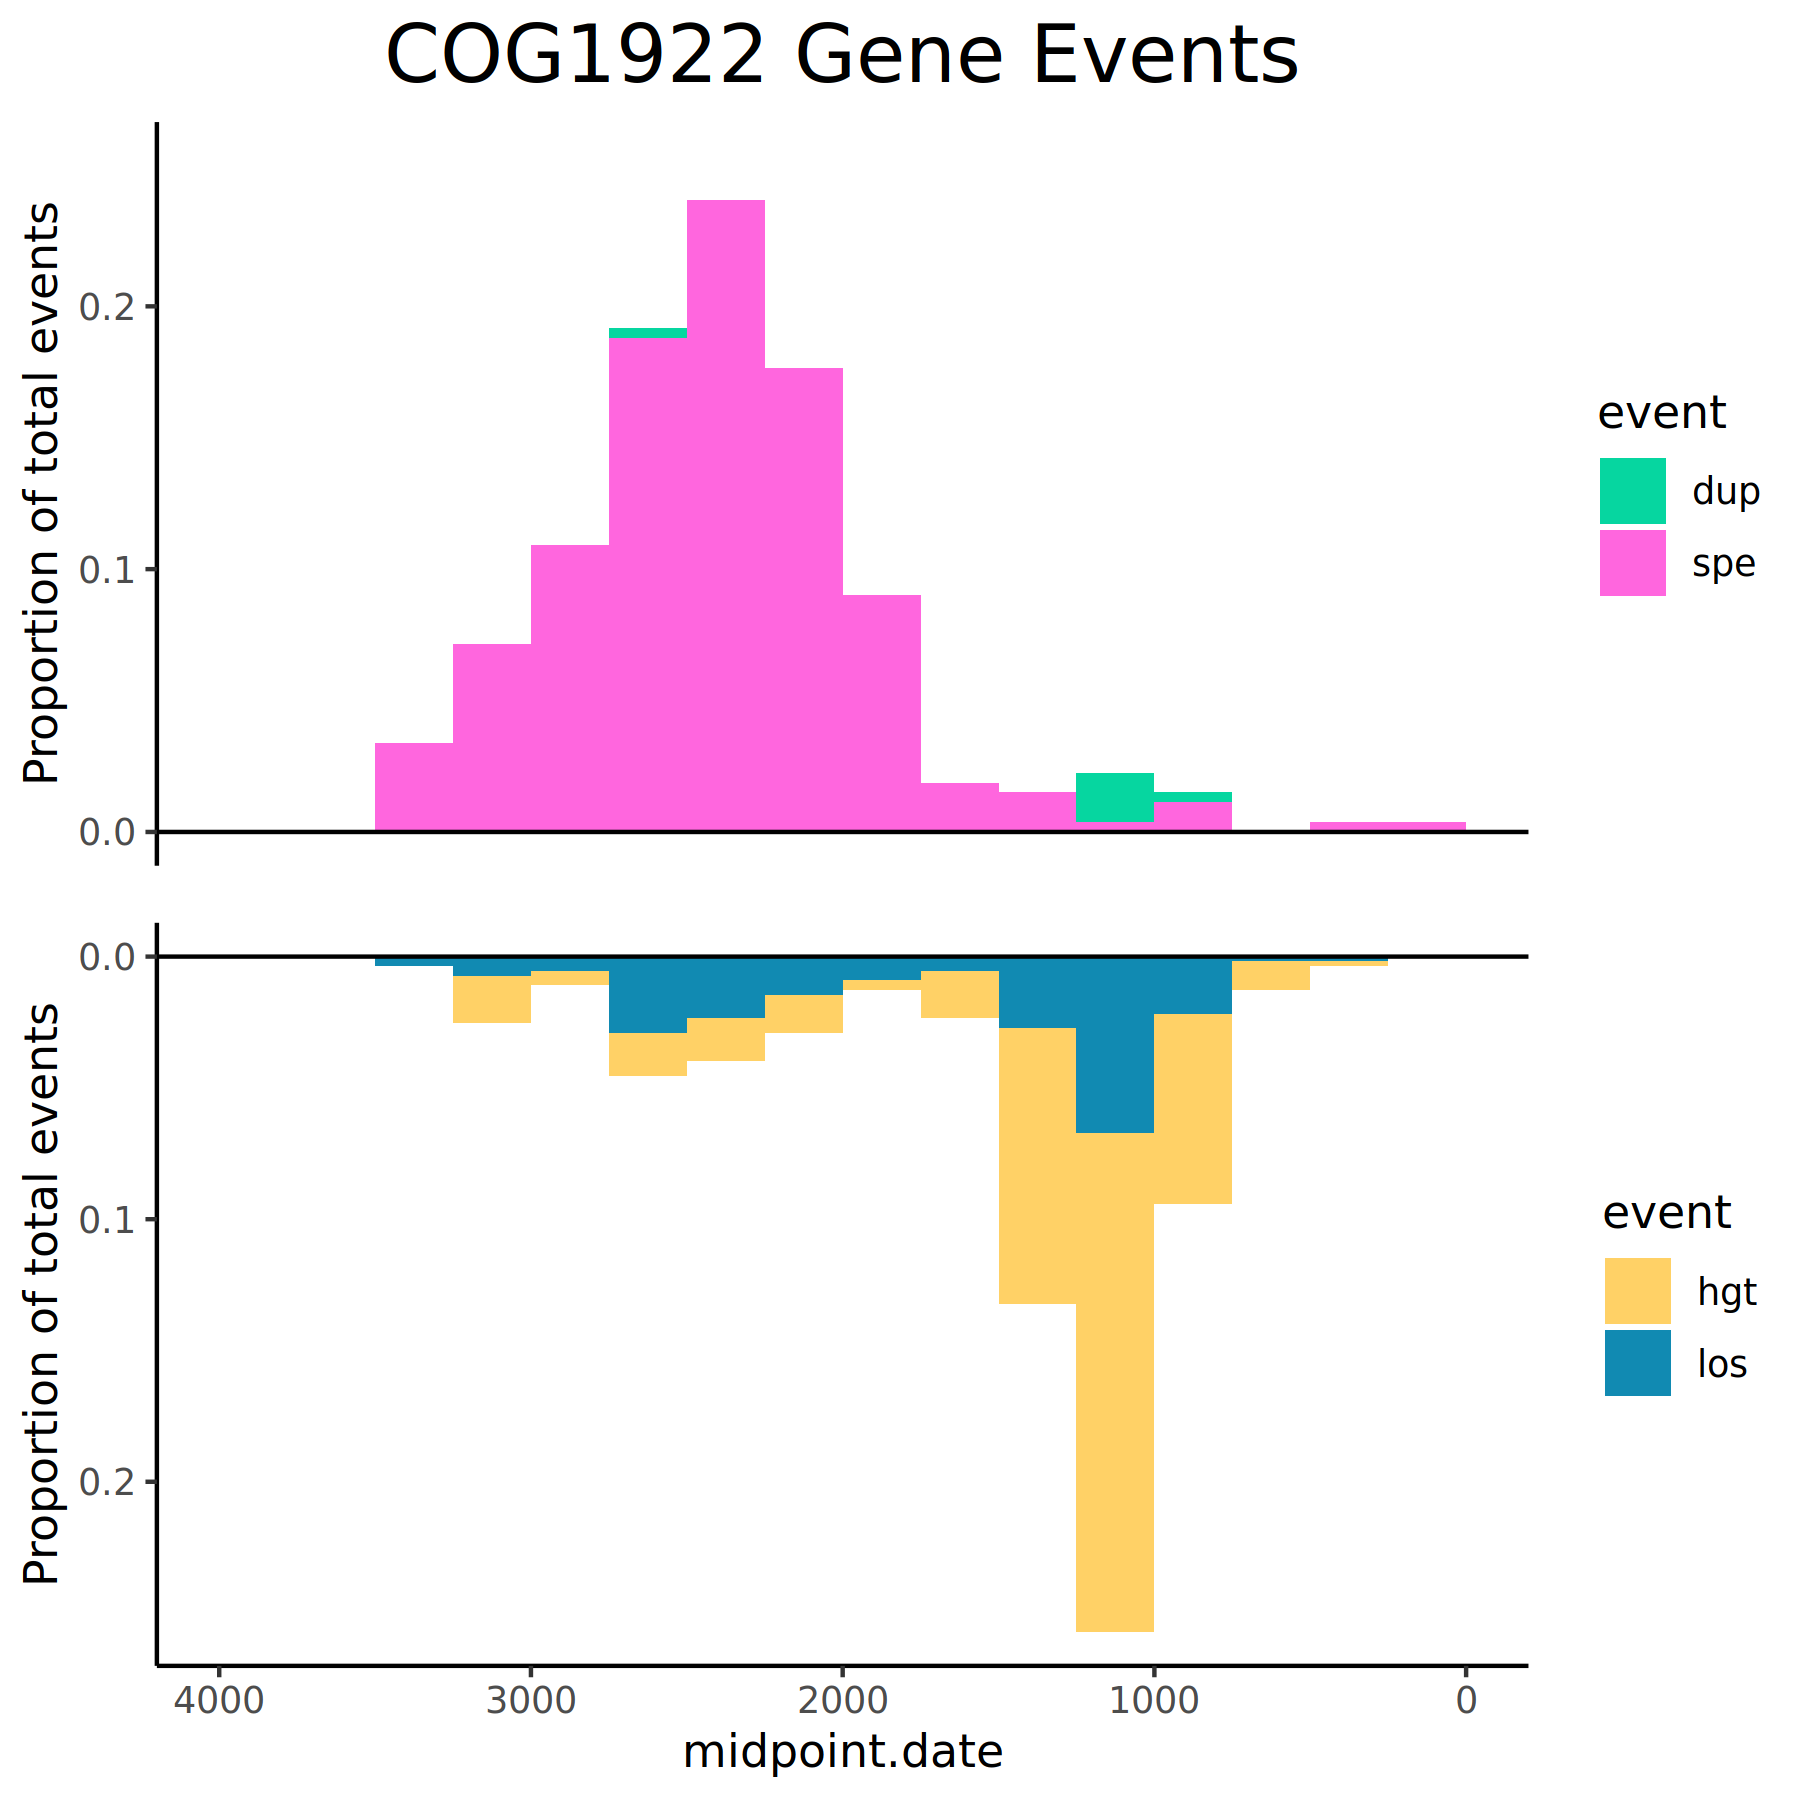 COG1922 Gene Events
Proportion of total events
0.2
0.1
0.0
event
dup
spe
Proportion of total events
0.0
0.1
0.2
event
hgt
los
4000 3000 2000 1000 0
midpoint.date